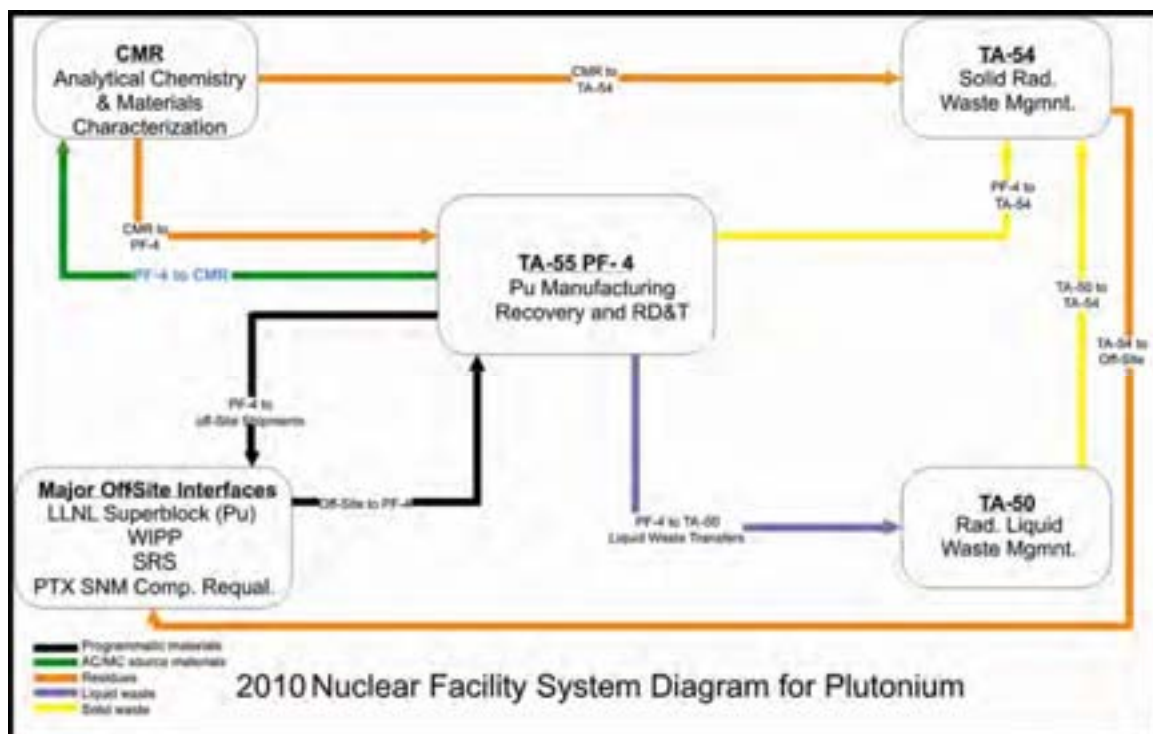 CMR
Analytical Chemistry
& Materials
Characterization
CMR to
TA-54
TA-54
Solid Rad.
Waste Mgmnt.
CMR to
PF-4
PF-4 to CMR
TA-55 PF- 4
Pu Manufacturing
Recovery and RD&T
PF-4 to
TA-54
TA-50 to
TA-54
TA-54 to
Off-Site
PF-4 to
off-Site Shipments
Major OffSite Interfaces
LLNL Superblock (Pu)
WIPP
SRS
PTX SNM Comp. Requal.
Off-Site to PF-4
PF-4 to TA-50
Liquid Waste Transfers
TA-50
Rad. Liquid
Waste Mgmnt.
Programmatic materials
AC/MC source materials
Residues
Liquid waste
Solid waste
2010 Nuclear Facility System Diagram for Plutonium